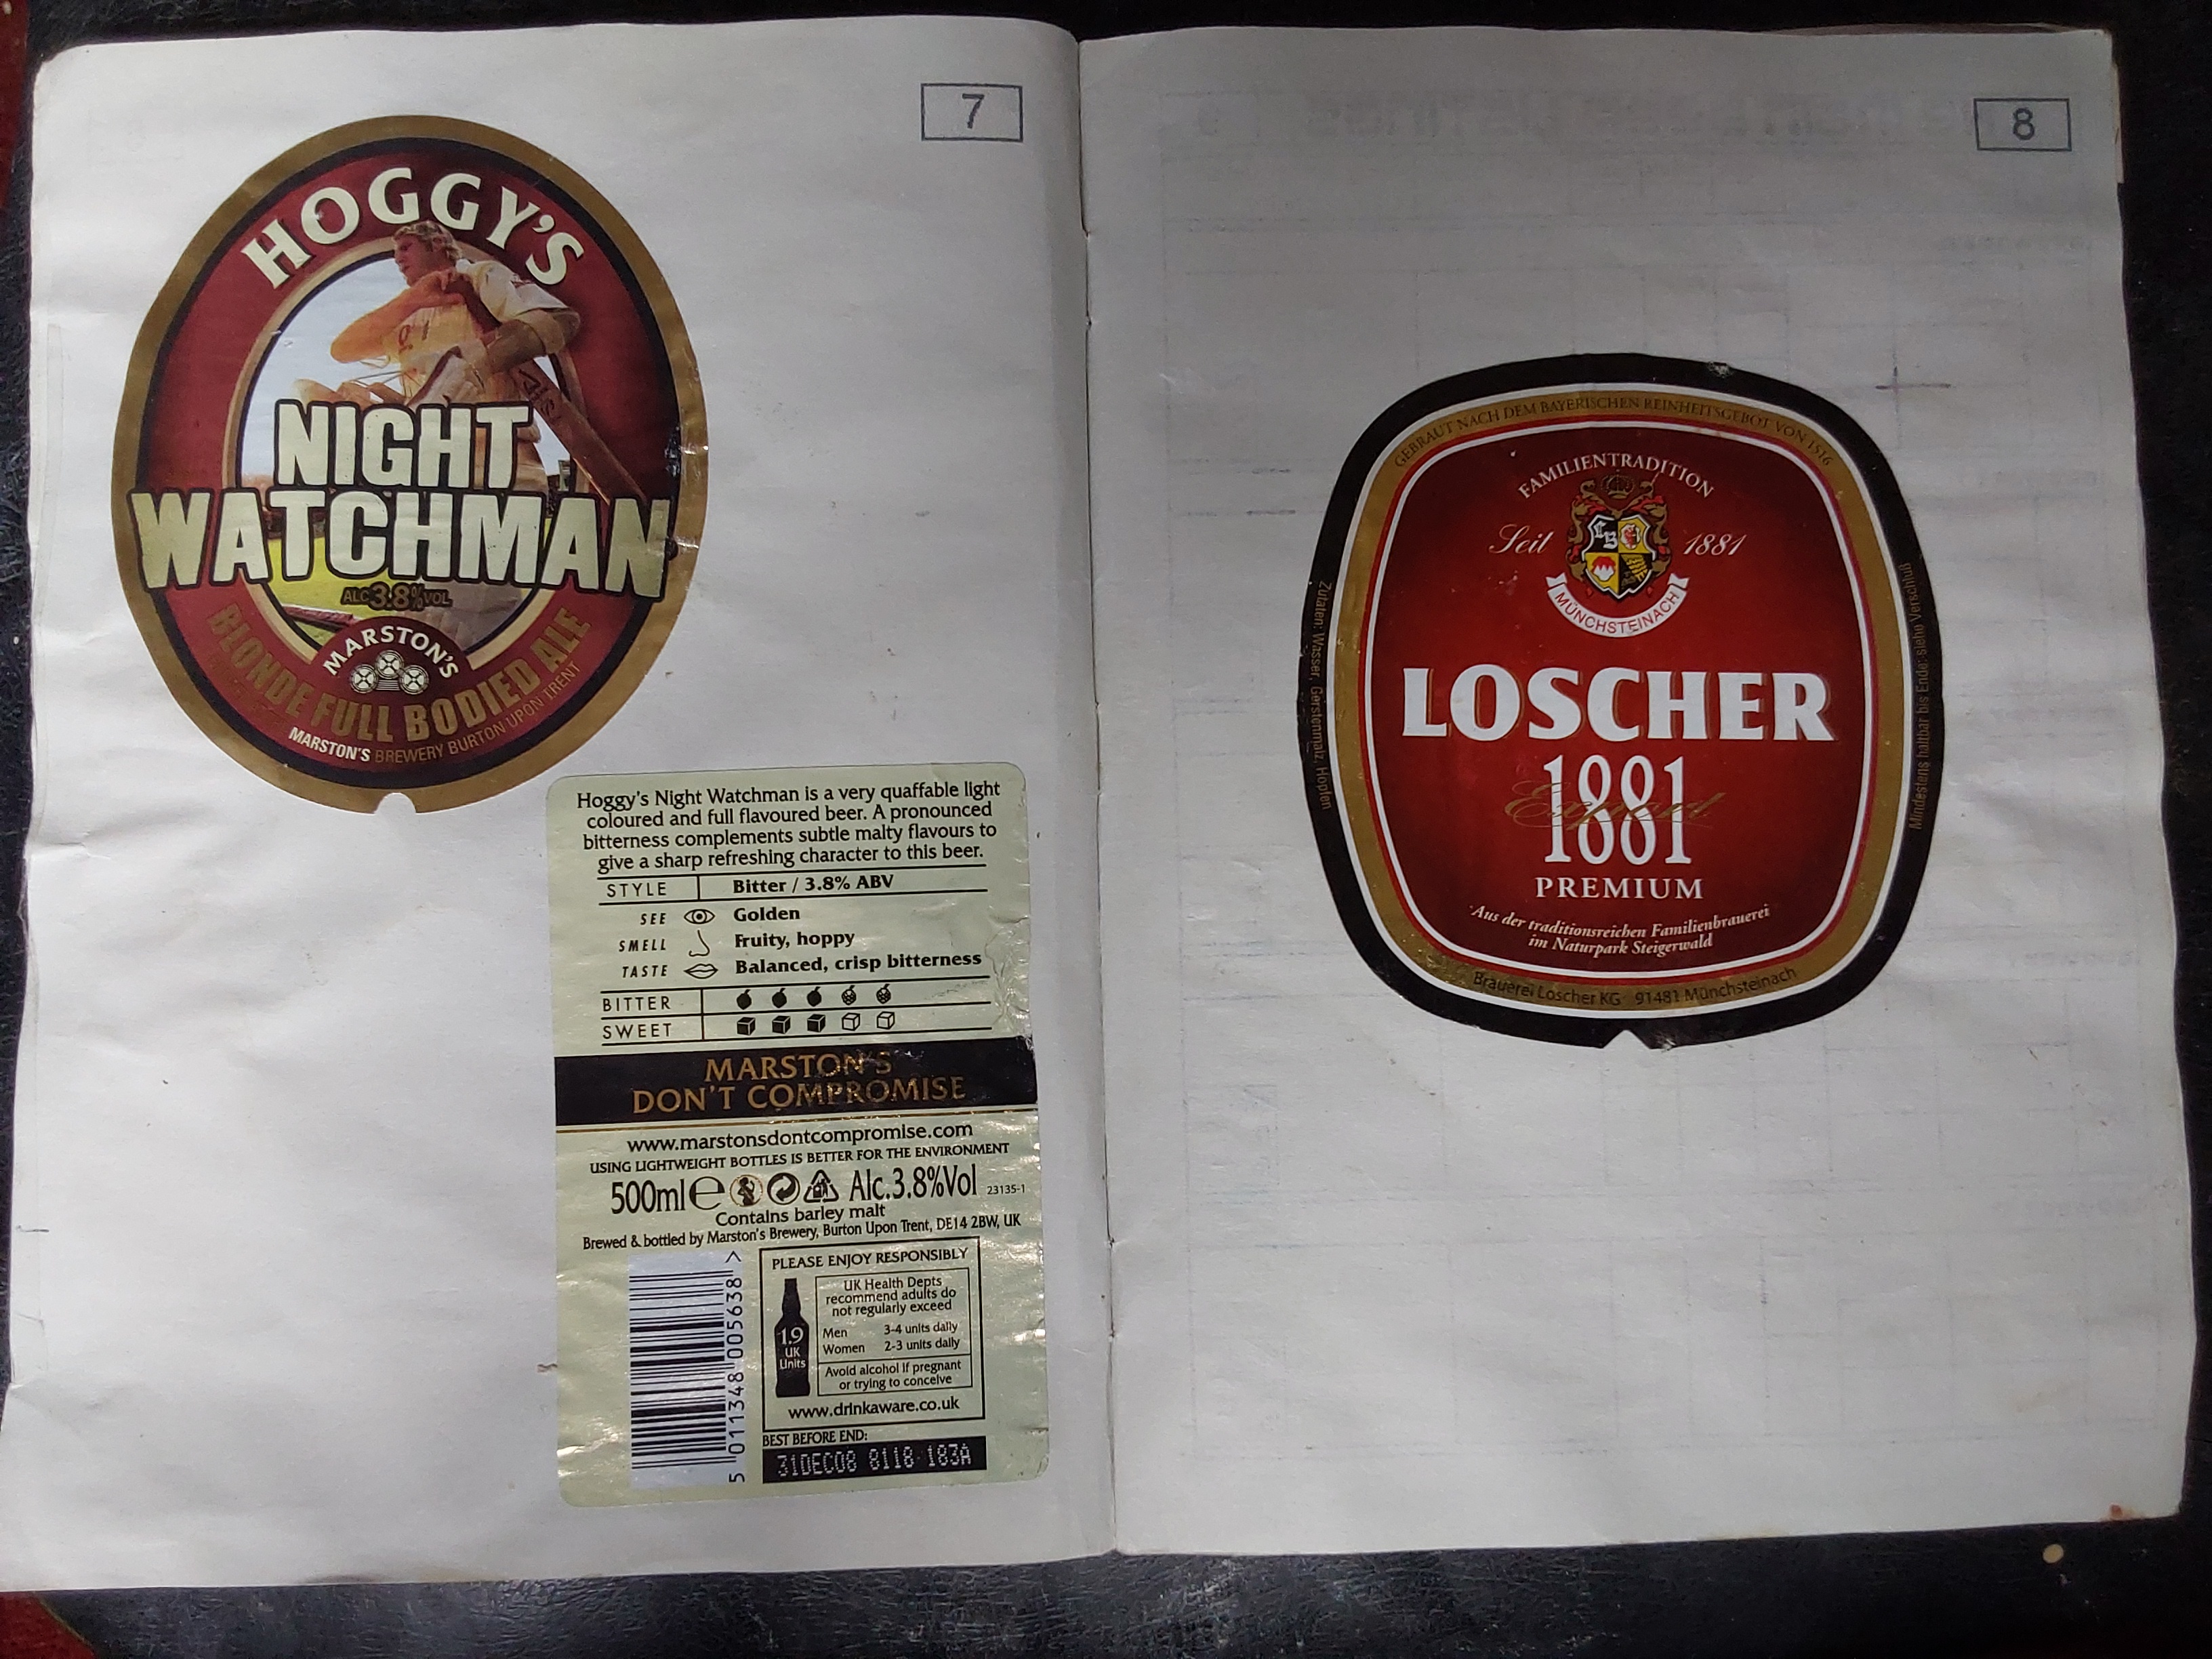 7
HOGGY'S
NIGHT
WATCHMAN
ALC 3.8% VOL
MARSTON'S
BLONDE FULL BODIED ALE
MARSTON'S BREWERY BURTON UPON TRENT
Hoggy's Night Watchman is a very quaffable light
coloured and full flavoured beer. A pronounced
bitterness complements subtle malty flavours to
give a sharp refreshing character to this beer.
STYLE Bitter / 3.8% ABV
SEE Golden
SMELL Fruity, hoppy
TASTE Balanced, crisp bitterness
BITTER
SWEET
MARSTON'S
DON'T COMPROMISE
www.marstonsdontcompromise.com
USING LIGHTWEIGHT BOTTLES IS BETTER FOR THE ENVIRONMENT
500ml e Alc.3.8%Vol 23135-1
Contains barley malt
Brewed & bottled by Marston's Brewery, Burton Upon Trent, DE14 2BW, UK
5 011348 005638 >
PLEASE ENJOY RESPONSIBLY
1.9
UK
Units
UK Health Depts
recommend adults do
not regularly exceed
Men 3-4 units daily
Women 2-3 units daily
Avoid alcohol if pregnant
or trying to conceive
www.drinkaware.co.uk
BEST BEFORE END:
31DEC08 8118 183A
8
GEBRAUT NACH DEM BAYERISCHEN REINHEITSGEBOT VON 1516
FAMILIENTRADITION
Seit 1881
LB
MÜNCHSTEINACH
LOSCHER
1881
Export
PREMIUM
Aus der traditionsreichen Familienbrauerei
im Naturpark Steigerwald
Brauerei Loscher KG 91481 Münchsteinach
Zutaten: Wasser, Gerstenmalz, Hopfen
Mindestens haltbar bis Ende: siehe Verschluß